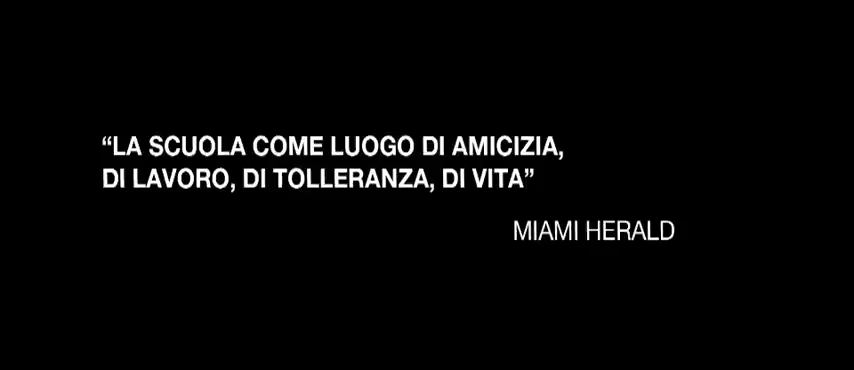 “LA SCUOLA COME LUOGO DI AMICIZIA,
DI LAVORO, DI TOLLERANZA, DI VITA”
MIAMI HERALD